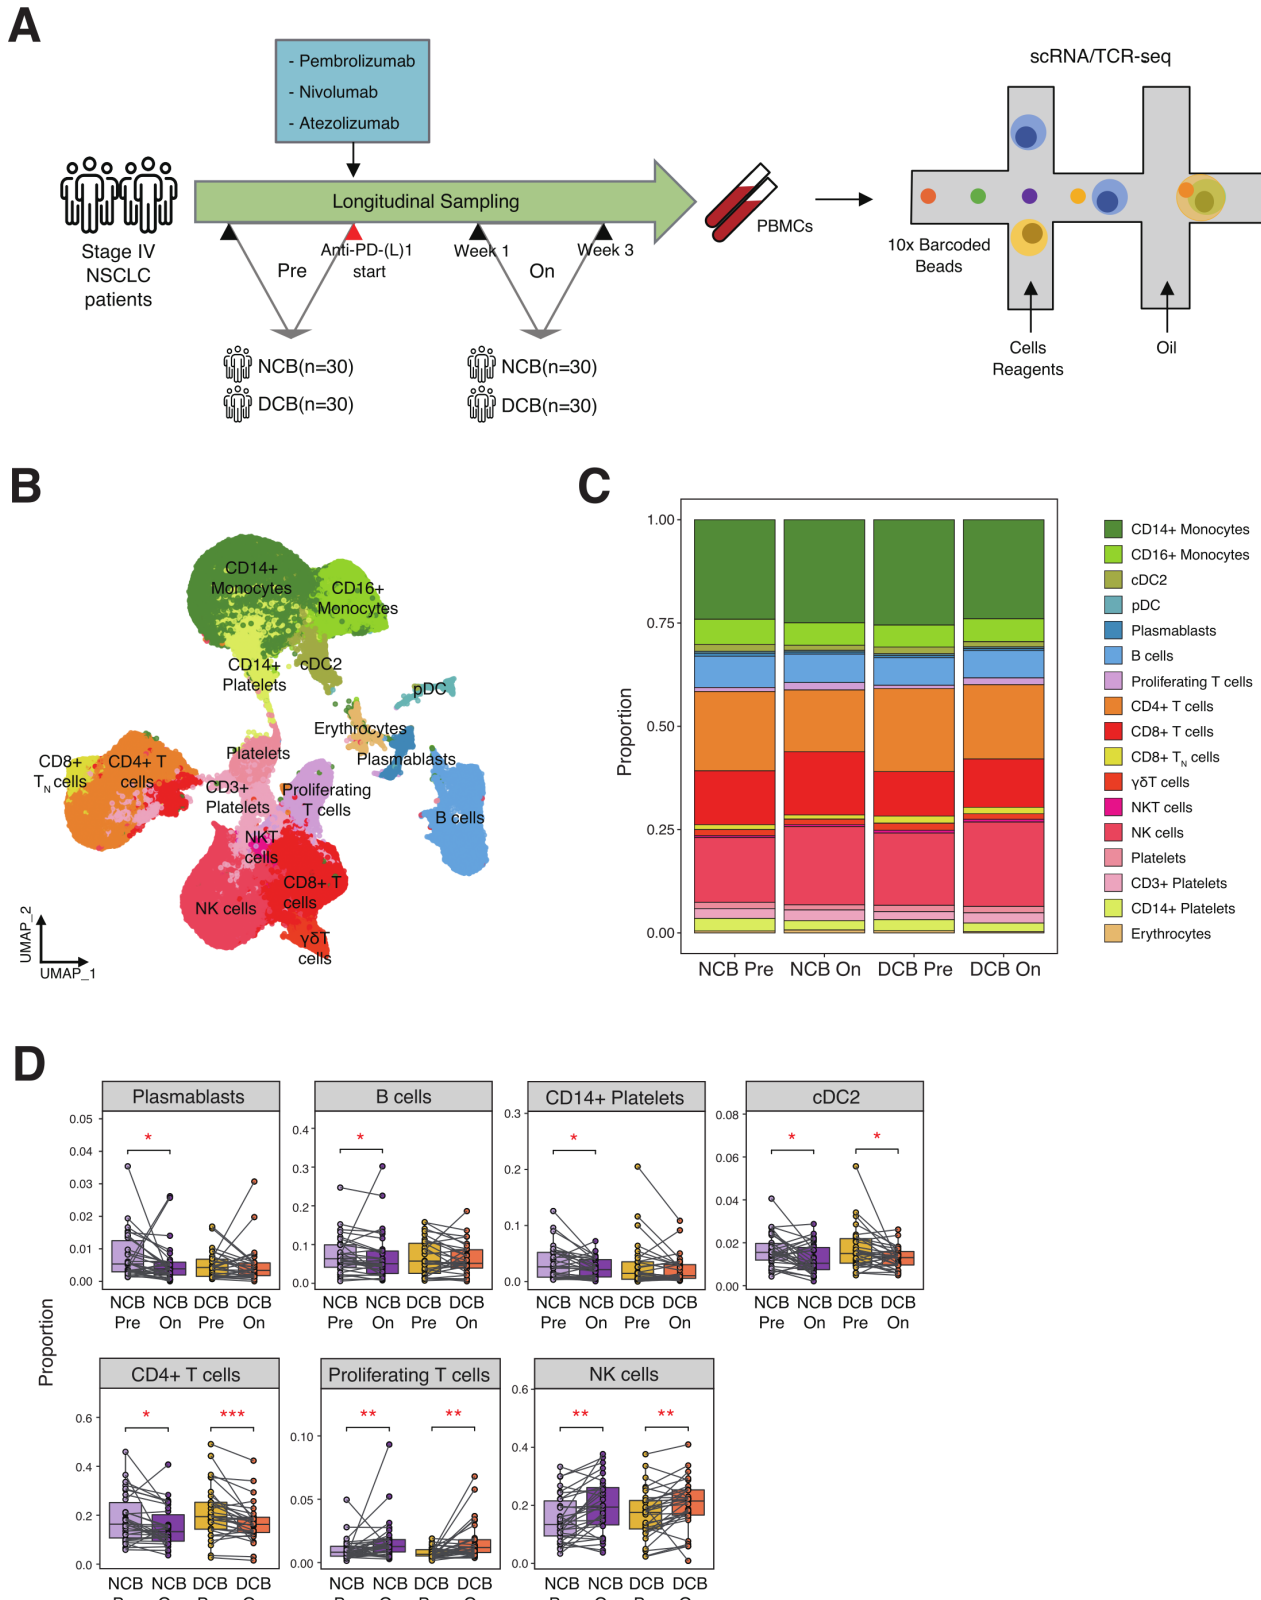 A
- Pembrolizumab
- Nivolumab
- Atezolizumab
scRNA/TCR-seq
Longitudinal Sampling
Stage IV
NSCLC
patients
Anti-PD-(L)1
start
Week 1
Week 3
Pre
On
PBMCs
10x Barcoded
Beads
Cells
Reagents
Oil
NCB(n=30)
DCB(n=30)
NCB(n=30)
DCB(n=30)
B
CD14+
Monocytes
CD16+
Monocytes
CD14+
Platelets
cDC2
pDC
Erythrocytes
Plasmablasts
Platelets
CD8+
TN cells
CD4+ T
cells
CD3+
Platelets
Proliferating
T cells
B cells
NKT
cells
CD8+ T
cells
NK cells
γδT
cells
UMAP_2
UMAP_1
C
Proportion
1.00
0.75
0.50
0.25
0.00
NCB Pre
NCB On
DCB Pre
DCB On
CD14+ Monocytes
CD16+ Monocytes
cDC2
pDC
Plasmablasts
B cells
Proliferating T cells
CD4+ T cells
CD8+ T cells
CD8+ TN cells
γδT cells
NKT cells
NK cells
Platelets
CD3+ Platelets
CD14+ Platelets
Erythrocytes
D
Proportion
Plasmablasts
0.05
0.04
0.03
0.02
0.01
0.00
*
NCB NCB DCB DCB
Pre On Pre On
B cells
0.4
0.3
0.2
0.1
0.0
*
NCB NCB DCB DCB
Pre On Pre On
CD14+ Platelets
0.3
0.2
0.1
0.0
*
NCB NCB DCB DCB
Pre On Pre On
cDC2
0.08
0.06
0.04
0.02
0.00
* *
NCB NCB DCB DCB
Pre On Pre On
CD4+ T cells
0.6
0.4
0.2
0.0
* ***
NCB NCB DCB DCB
Proliferating T cells
0.10
0.05
0.00
** **
NCB NCB DCB DCB
NK cells
0.6
0.4
0.2
0.0
** **
NCB NCB DCB DCB